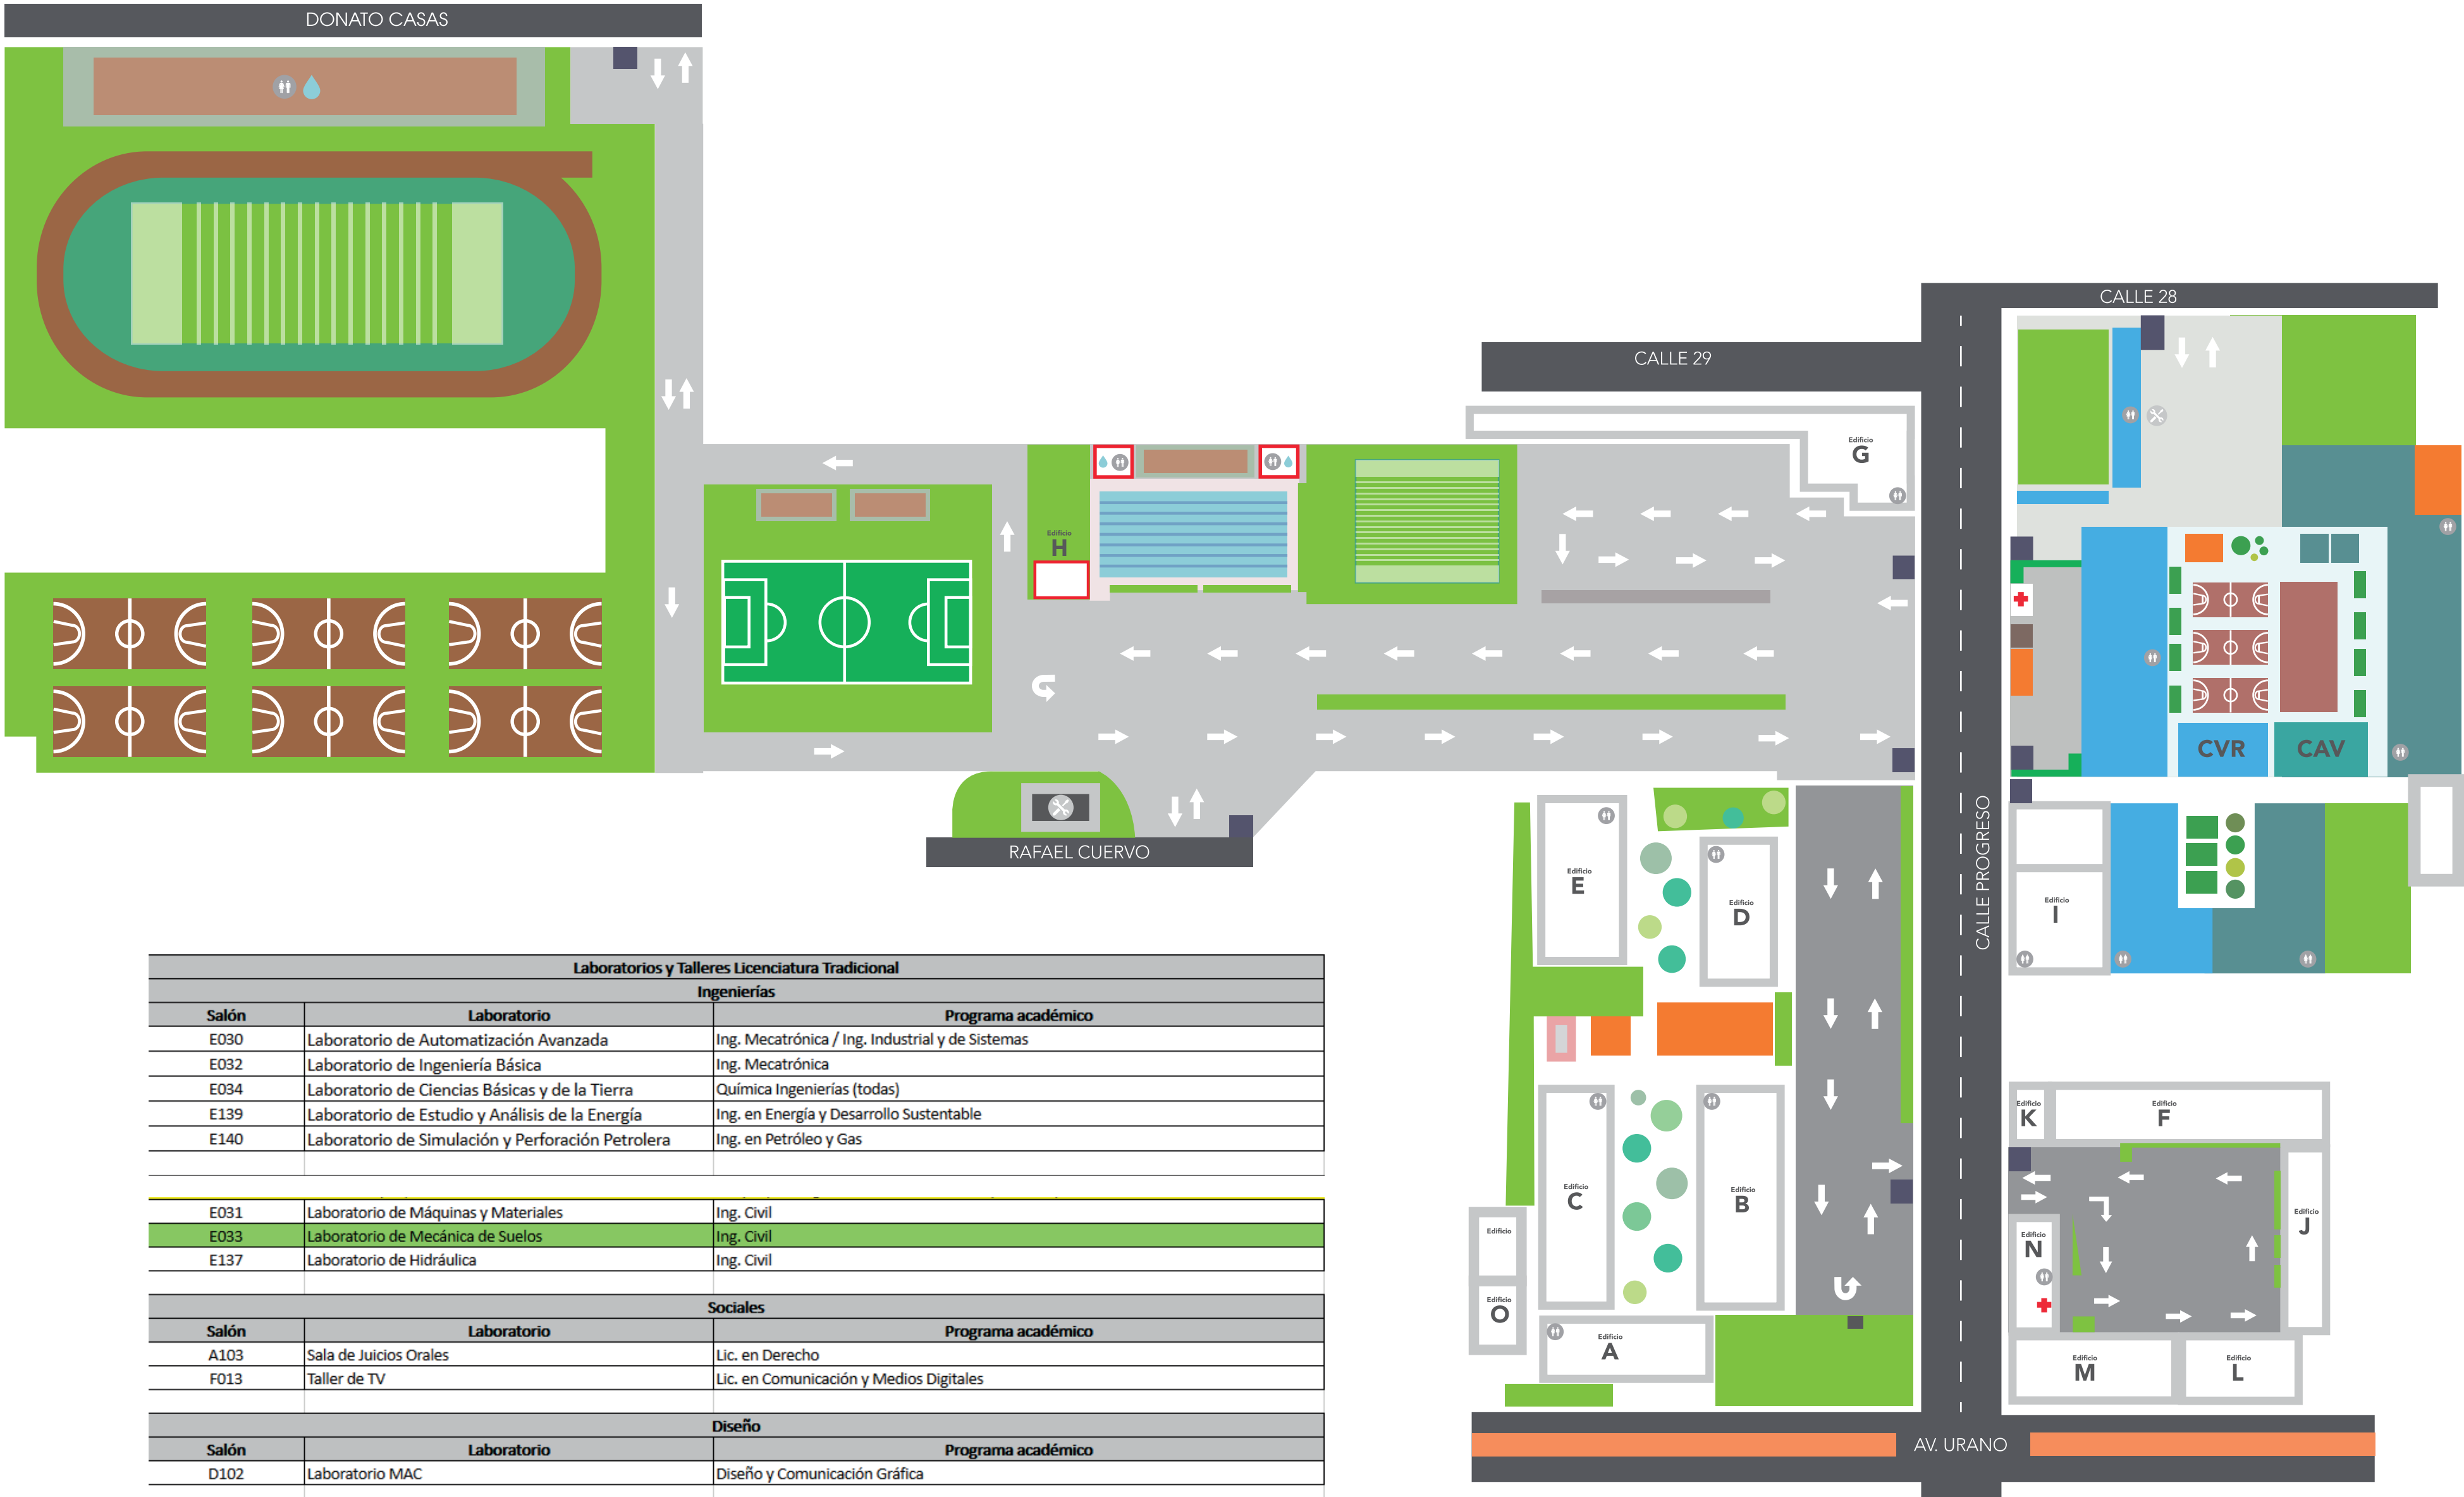 DONATO CASAS
CALLE 28
CALLE 29
Edificio
G
Edificio
H
CVR
CAV
CALLE PROGRESO
RAFAEL CUERVO
Edificio
E
Edificio
D
Edificio
I
Edificio
K
Edificio
F
Edificio
C
Edificio
B
Edificio
J
Edificio
Edificio
N
Edificio
O
Edificio
A
Edificio
M
Edificio
L
AV. URANO
Laboratorios y Talleres Licenciatura Tradicional
Ingenierías
Salón Laboratorio Programa académico
E030 Laboratorio de Automatización Avanzada Ing. Mecatrónica / Ing. Industrial y de Sistemas
E032 Laboratorio de Ingeniería Básica Ing. Mecatrónica
E034 Laboratorio de Ciencias Básicas y de la Tierra Química Ingenierías (todas)
E139 Laboratorio de Estudio y Análisis de la Energía Ing. en Energía y Desarrollo Sustentable
E140 Laboratorio de Simulación y Perforación Petrolera Ing. en Petróleo y Gas
E031 Laboratorio de Máquinas y Materiales Ing. Civil
E033 Laboratorio de Mecánica de Suelos Ing. Civil
E137 Laboratorio de Hidráulica Ing. Civil
Sociales
Salón Laboratorio Programa académico
A103 Sala de Juicios Orales Lic. en Derecho
F013 Taller de TV Lic. en Comunicación y Medios Digitales
Diseño
Salón Laboratorio Programa académico
D102 Laboratorio MAC Diseño y Comunicación Gráfica